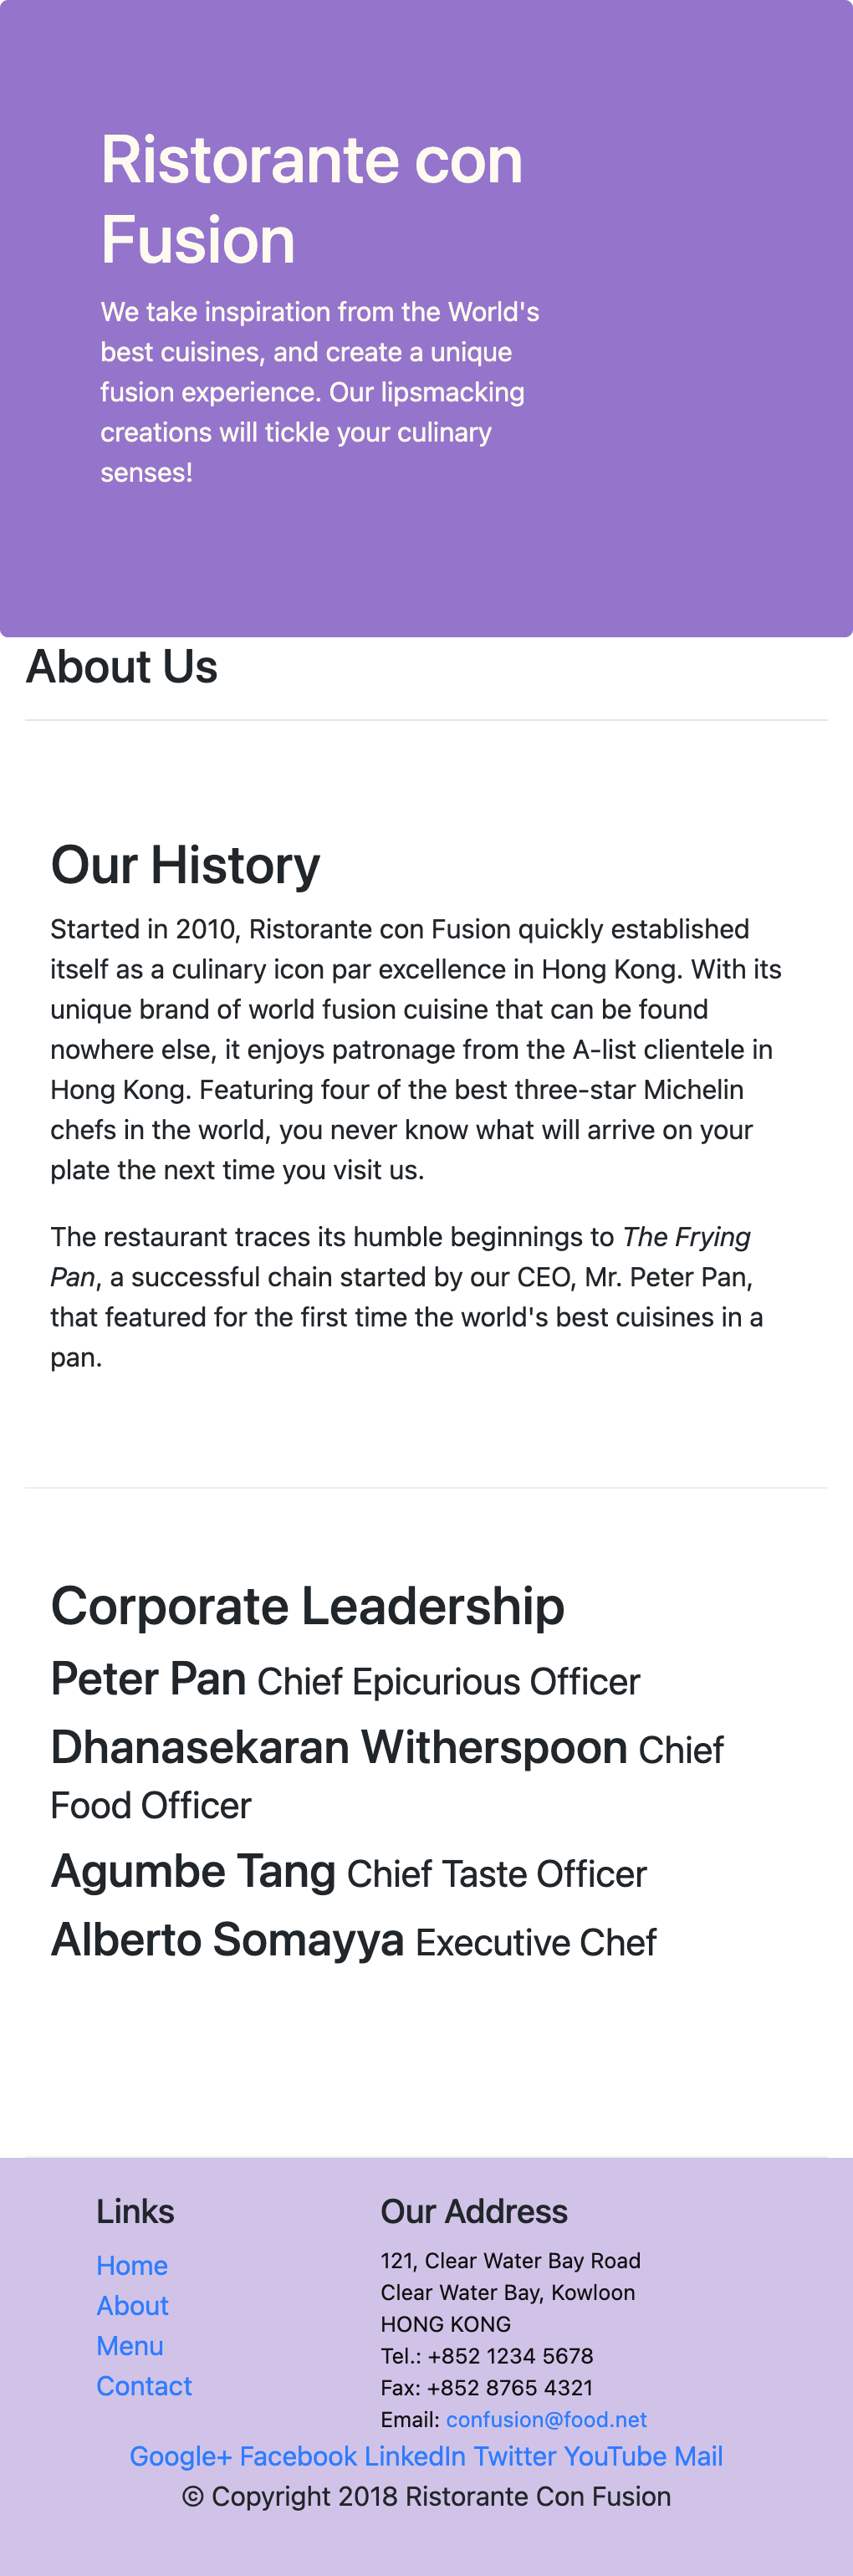 Ristorante con
Fusion
We take inspiration from the World's
best cuisines, and create a unique
fusion experience. Our lipsmacking
creations will tickle your culinary
senses!
About Us
Our History
Started in 2010, Ristorante con Fusion quickly established
itself as a culinary icon par excellence in Hong Kong. With its
unique brand of world fusion cuisine that can be found
nowhere else, it enjoys patronage from the A-list clientele in
Hong Kong. Featuring four of the best three-star Michelin
chefs in the world, you never know what will arrive on your
plate the next time you visit us.
The restaurant traces its humble beginnings to The Frying
Pan, a successful chain started by our CEO, Mr. Peter Pan,
that featured for the first time the world's best cuisines in a
pan.
Corporate Leadership
Peter Pan Chief Epicurious Officer
Dhanasekaran Witherspoon Chief
Food Officer
Agumbe Tang Chief Taste Officer
Alberto Somayya Executive Chef
Links
Home
About
Menu
Contact
Our Address
121, Clear Water Bay Road
Clear Water Bay, Kowloon
HONG KONG
Tel.: +852 1234 5678
Fax: +852 8765 4321
Email: confusion@food.net
Google+ Facebook LinkedIn Twitter YouTube Mail
© Copyright 2018 Ristorante Con Fusion